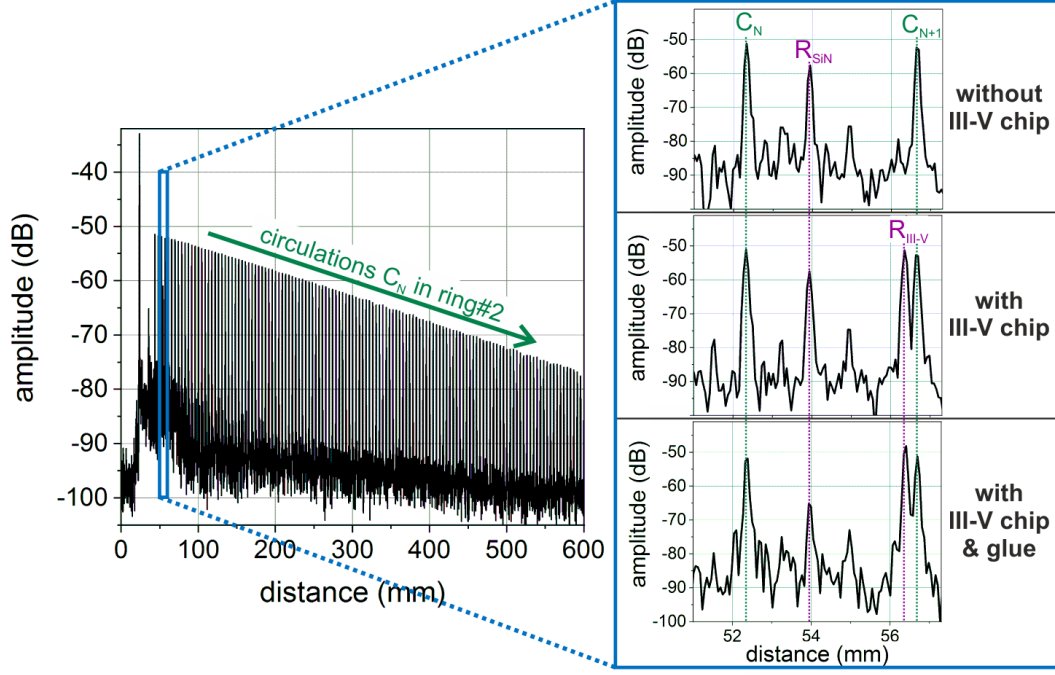 amplitude (dB)
-40
-50
-60
-70
-80
-90
-100
circulations C_N in ring#2
0 100 200 300 400 500 600
distance (mm)
C_N
R_SiN
C_N+1
amplitude (dB)
-50
-60
-70
-80
-90
without
III-V chip
R_III-V
amplitude (dB)
-50
-60
-70
-80
-90
with
III-V chip
amplitude (dB)
-50
-60
-70
-80
-90
-100
with
III-V chip
& glue
52 54 56
distance (mm)